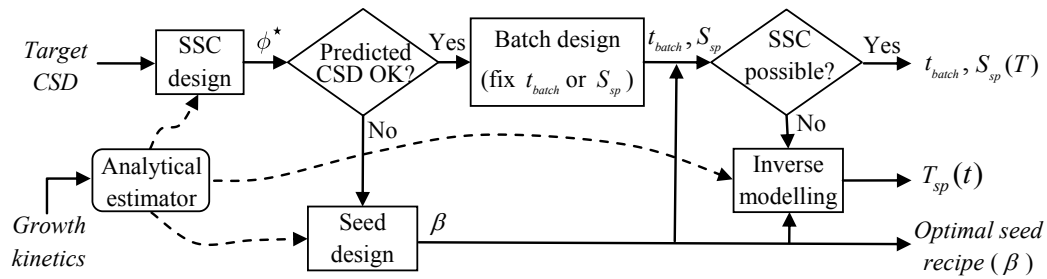 Target
CSD
SSC
design
ϕ*
Predicted
CSD OK?
Yes
Batch design
(fix t_batch or S_sp)
t_batch, S_sp
SSC
possible?
Yes
t_batch, S_sp(T)
No
No
Analytical
estimator
Growth
kinetics
Seed
design
β
Inverse
modelling
T_sp(t)
Optimal seed
recipe (β)